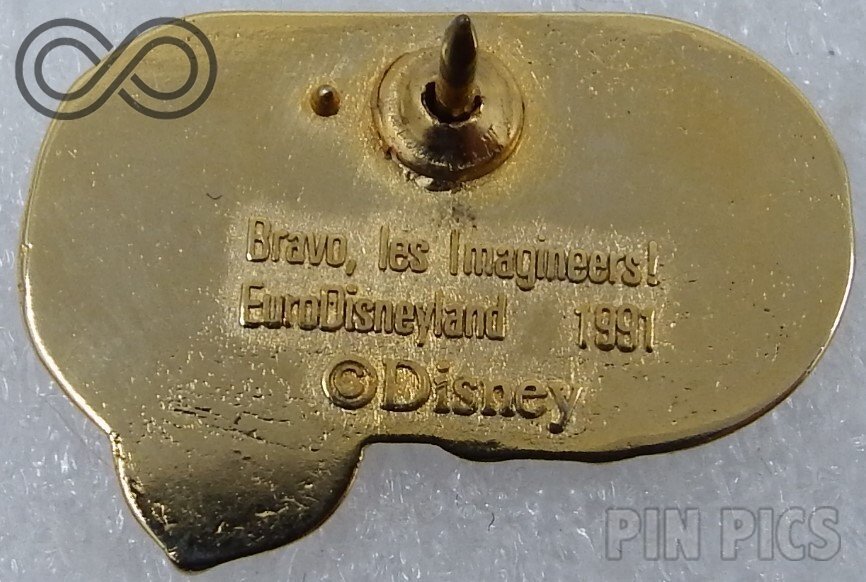 Bravo, les Imagineers!
EuroDisneyland 1991
©Disney
PIN PICS